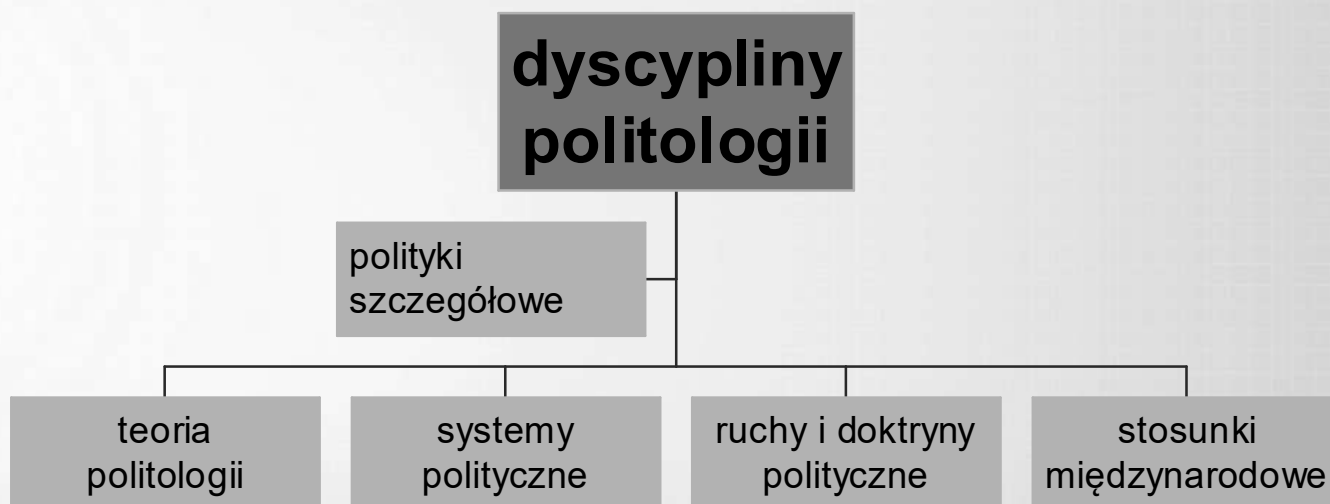 dyscypliny
politologii
polityki
szczegółowe
teoria
politologii
systemy
polityczne
ruchy i doktryny
polityczne
stosunki
międzynarodowe